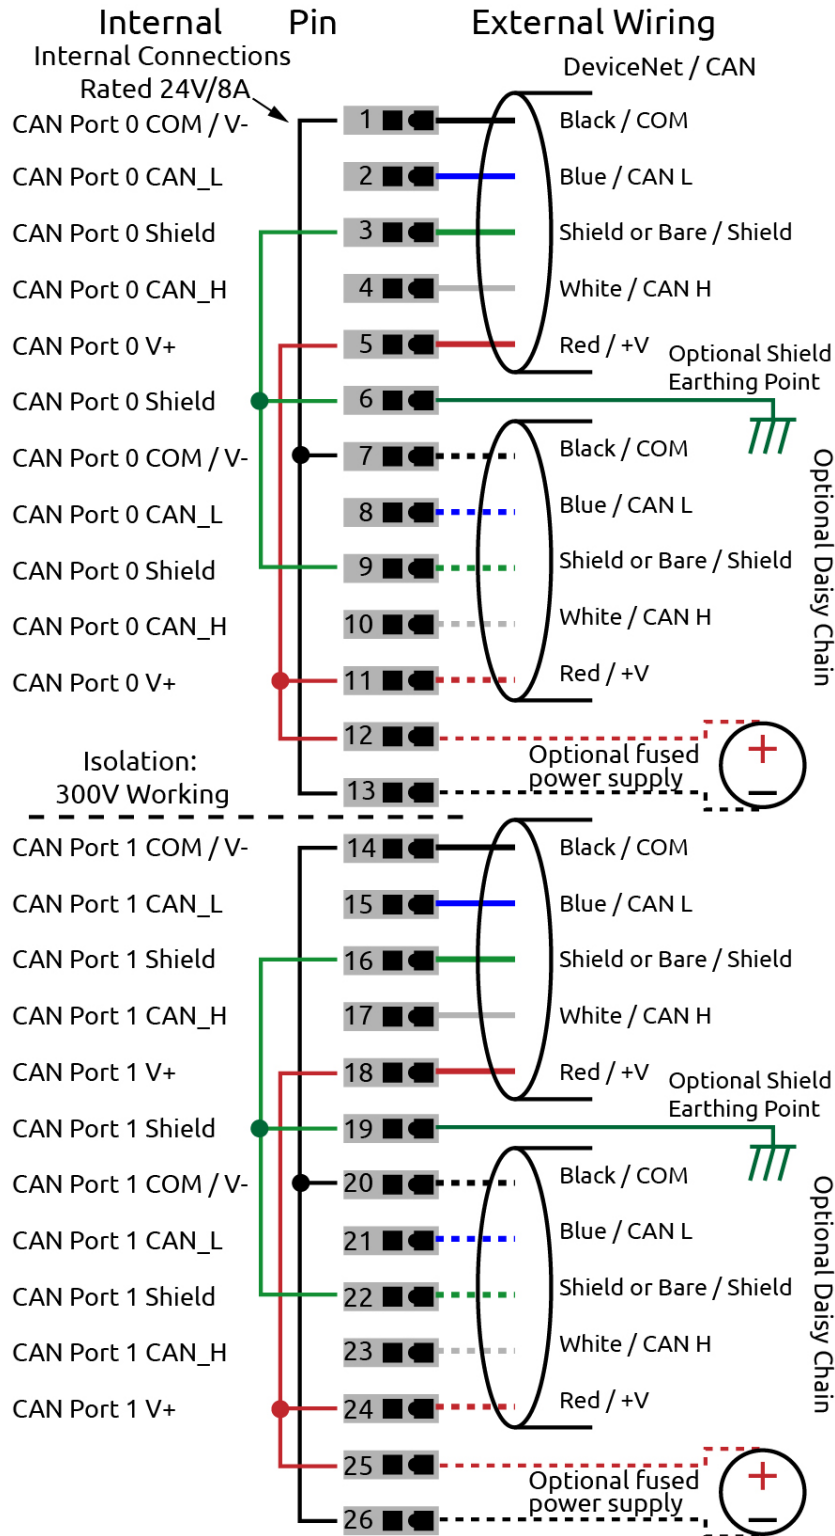 Internal Pin External Wiring
Internal Connections
Rated 24V/8A
DeviceNet / CAN
CAN Port 0 COM / V- 1 Black / COM
CAN Port 0 CAN_L 2 Blue / CAN L
CAN Port 0 Shield 3 Shield or Bare / Shield
CAN Port 0 CAN_H 4 White / CAN H
CAN Port 0 V+ 5 Red / +V
Optional Shield
Earthing Point
CAN Port 0 Shield 6
CAN Port 0 COM / V- 7 Black / COM
CAN Port 0 CAN_L 8 Blue / CAN L
CAN Port 0 Shield 9 Shield or Bare / Shield
CAN Port 0 CAN_H 10 White / CAN H
CAN Port 0 V+ 11 Red / +V
Optional Daisy Chain
12
Optional fused
power supply
+
−
Isolation:
300V Working
13
CAN Port 1 COM / V- 14 Black / COM
CAN Port 1 CAN_L 15 Blue / CAN L
CAN Port 1 Shield 16 Shield or Bare / Shield
CAN Port 1 CAN_H 17 White / CAN H
CAN Port 1 V+ 18 Red / +V
Optional Shield
Earthing Point
CAN Port 1 Shield 19
CAN Port 1 COM / V- 20 Black / COM
CAN Port 1 CAN_L 21 Blue / CAN L
CAN Port 1 Shield 22 Shield or Bare / Shield
CAN Port 1 CAN_H 23 White / CAN H
CAN Port 1 V+ 24 Red / +V
Optional Daisy Chain
25
Optional fused
power supply
+
−
26